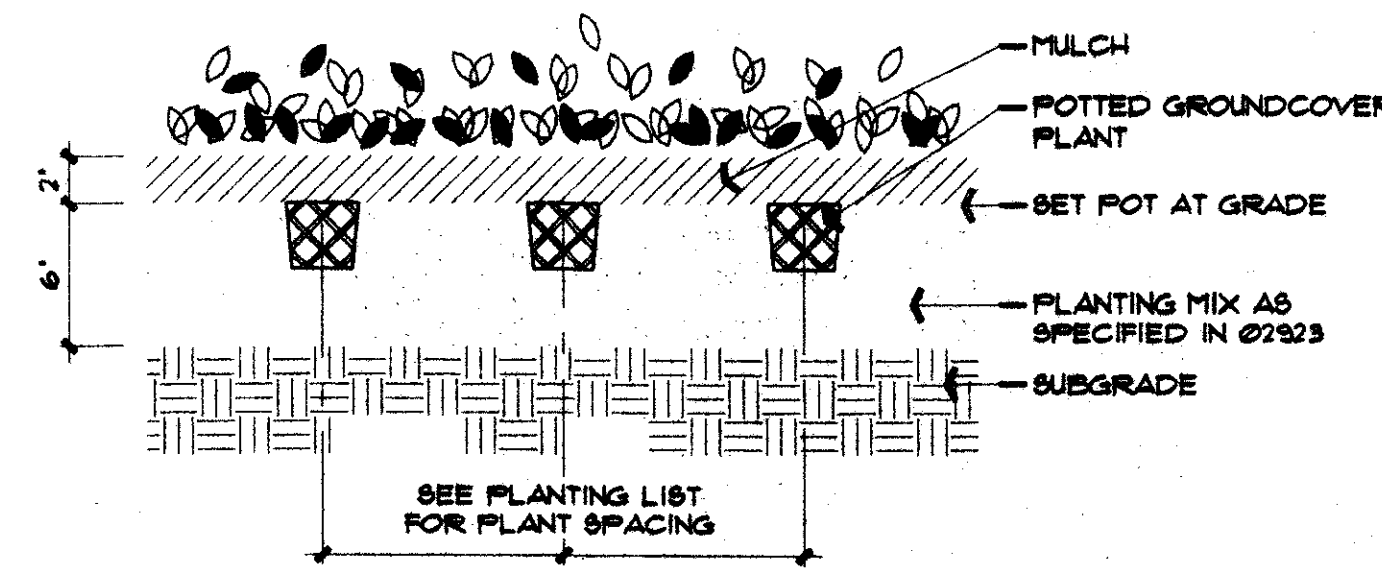 MULCH
POTTED GROUNDCOVER
PLANT
2"
SET POT AT GRADE
6"
PLANTING MIX AS
SPECIFIED IN 02923
SUBGRADE
SEE PLANTING LIST
FOR PLANT SPACING